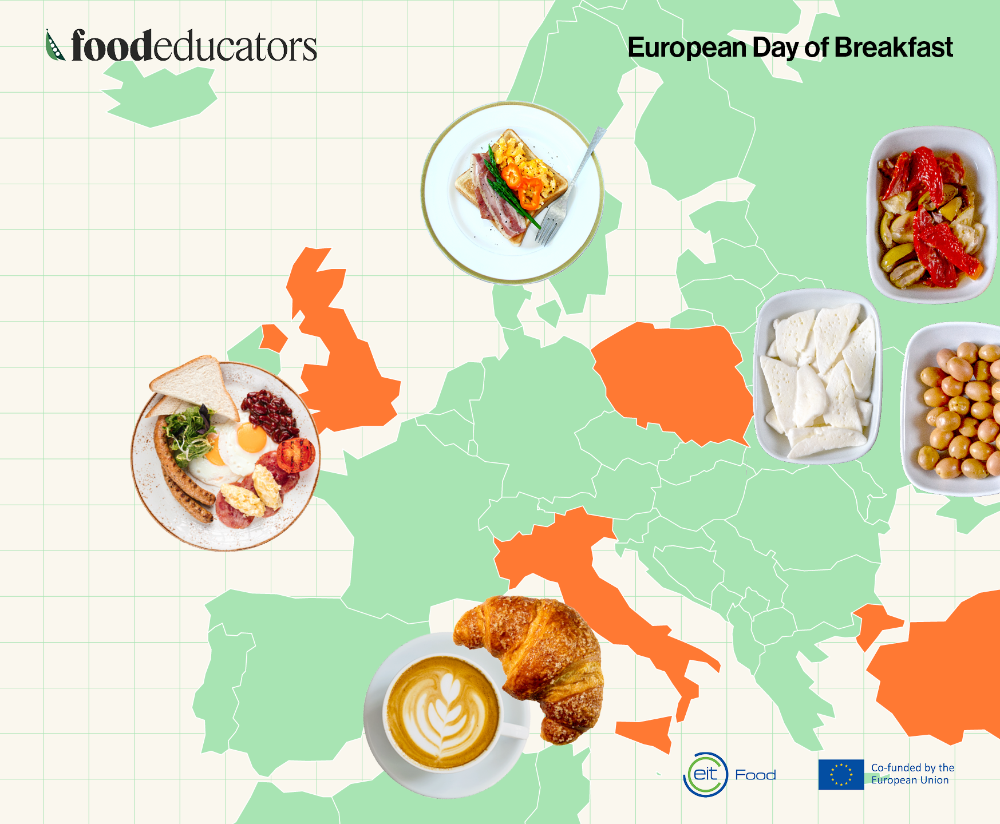 foodeducators
European Day of Breakfast
eit Food
Co-funded by the
European Union